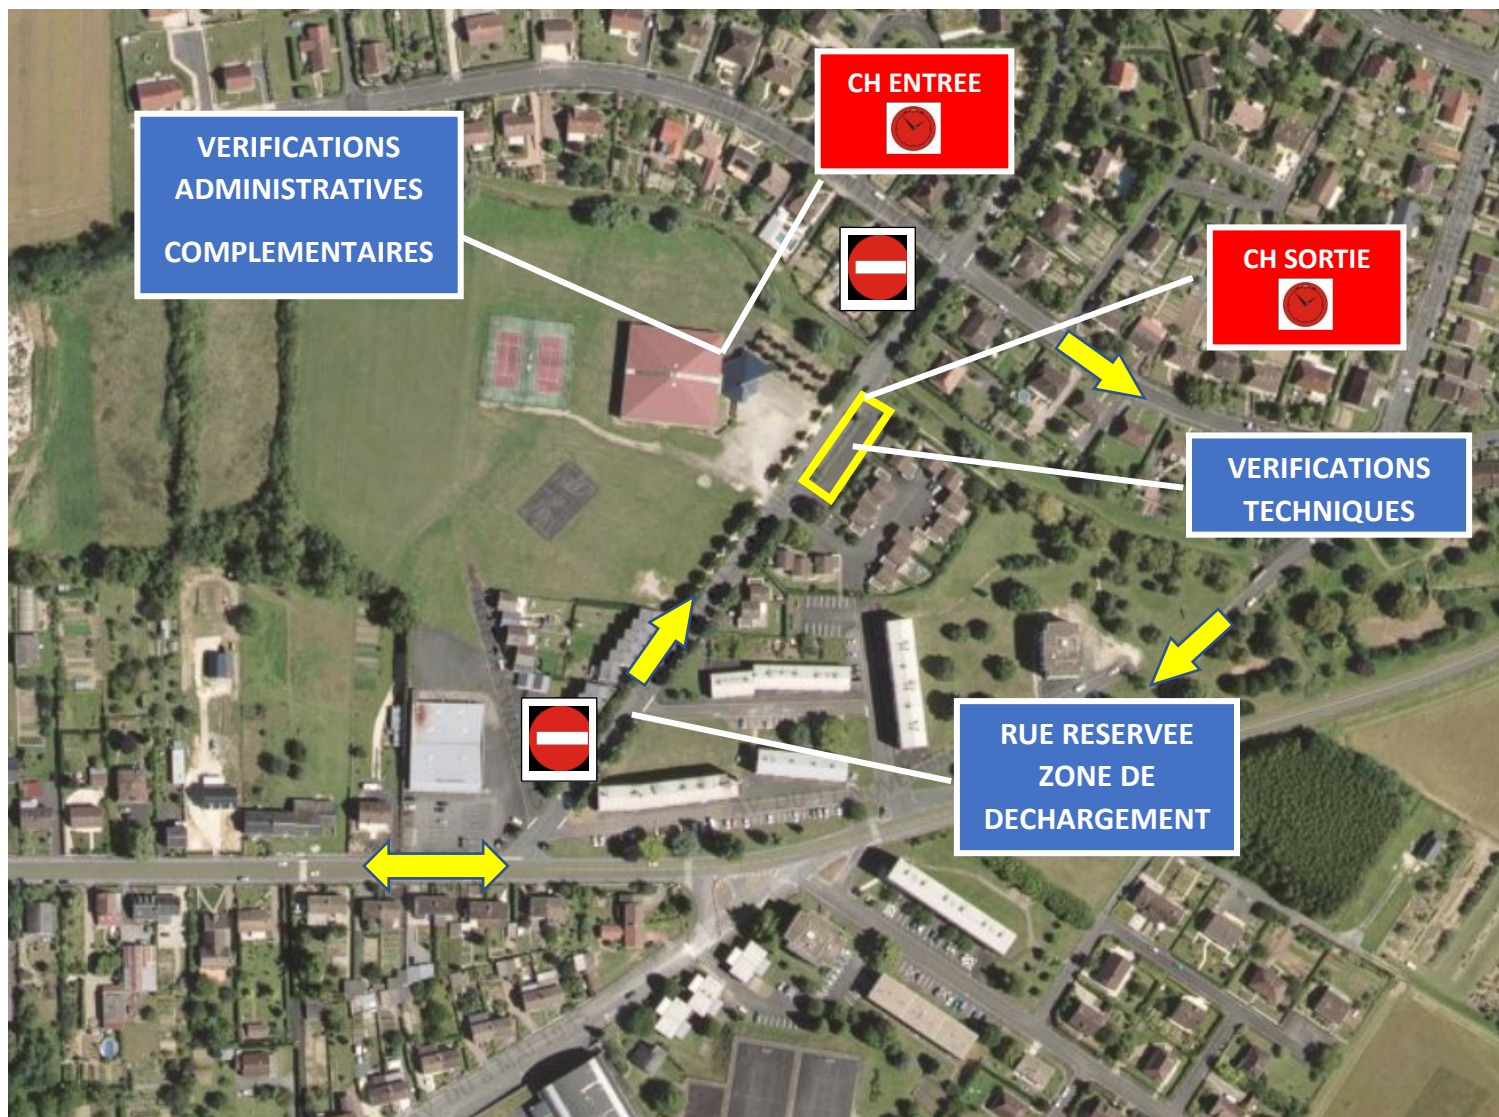 CH ENTREE
VERIFICATIONS
ADMINISTRATIVES
COMPLEMENTAIRES
CH SORTIE
VERIFICATIONS
TECHNIQUES
RUE RESERVEE
ZONE DE
DECHARGEMENT